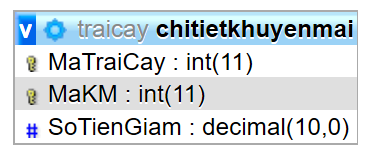 v traicay chitietkhuyenmai
MaTraiCay : int(11)
MaKM : int(11)
# SoTienGiam : decimal(10,0)